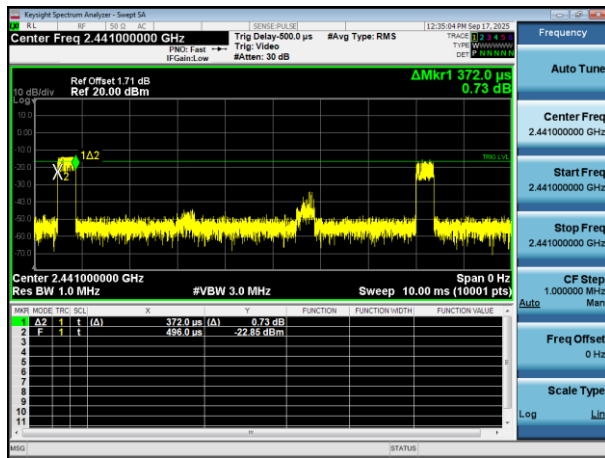 Keysight Spectrum Analyzer - Swept SA
RL RF 50 Ω AC SENSE:PULSE 12:35:04 PM Sep 17, 2025
Center Freq 2.441000000 GHz
PNO: Fast
IFGain:Low
Trig Delay-500.0 µs
Trig: Video
#Atten: 30 dB
#Avg Type: RMS
TRACE 1 2 3 4 5 6
TYPE WWWWWW
DET P NNNNN
ΔMkr1 372.0 µs
0.73 dB
Ref Offset 1.71 dB
10 dB/div Ref 20.00 dBm
Log
10.0
0.00
-10.0
-20.0
-30.0
-40.0
-50.0
-60.0
-70.0
1Δ2
TRIG LVL
X2
Center 2.441000000 GHz Span 0 Hz
Res BW 1.0 MHz #VBW 3.0 MHz Sweep 10.00 ms (10001 pts)
MKR MODE TRC SCL X Y FUNCTION FUNCTION WIDTH FUNCTION VALUE
1 Δ2 1 t (Δ) 372.0 µs (Δ) 0.73 dB
2 F 1 t 496.0 µs -22.85 dBm
3
4
5
6
7
8
9
10
11
MSG STATUS
Frequency
Auto Tune
Center Freq
2.441000000 GHz
Start Freq
2.441000000 GHz
Stop Freq
2.441000000 GHz
CF Step
1.000000 MHz
Auto Man
Freq Offset
0 Hz
Scale Type
Log Lin